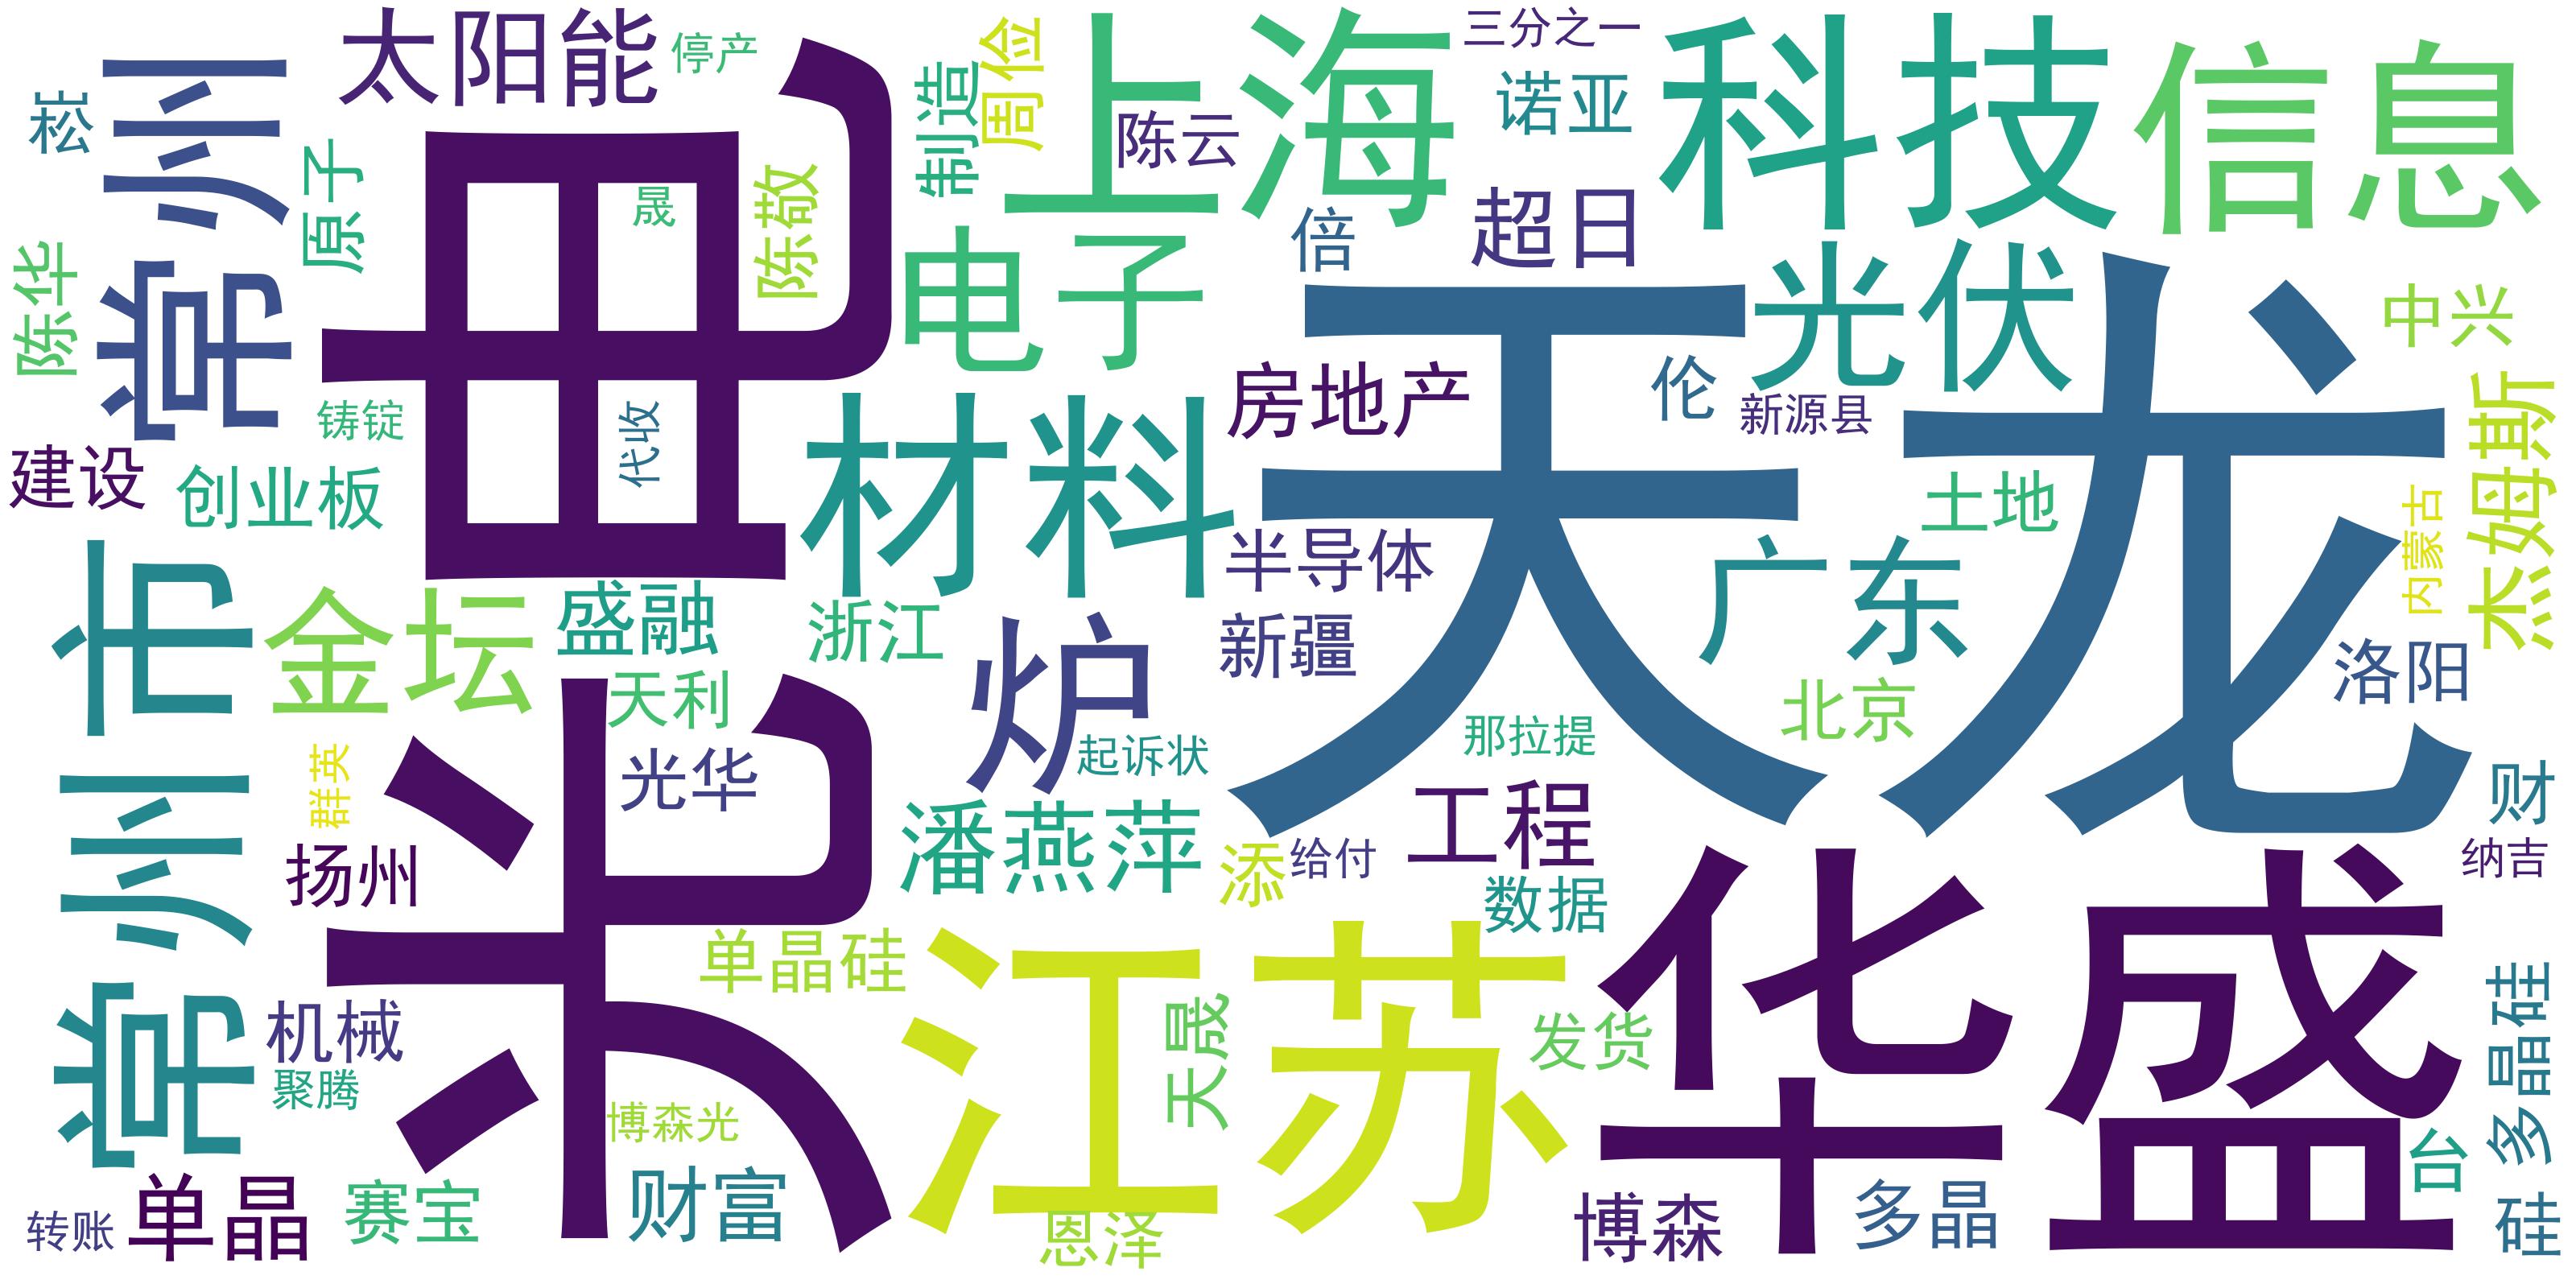 太阳能
停产
周俭
上海
三分之一
科技
信息
常州
崧
制造
陈云
诺亚
原子
晟
陈敬
倍
超日
光电
陈华
电子
光伏
中兴
天龙
铸锭
代收
材料
房地产
伦
新源县
杰姆斯
建设
创业板
半导体
土地
内蒙古
常州市
金坛
盛融
浙江
炉
新疆
广东
洛阳
天利
光华
起诉状
那拉提
北京
群英
扬州
潘燕萍
添
给付
工程
数据
财
纳吉
单晶硅
江苏
华盛
机械
聚腾
天晟
发货
多晶硅
博森光
台
转账
单晶
赛宝
财富
恩泽
博森
多晶
硅